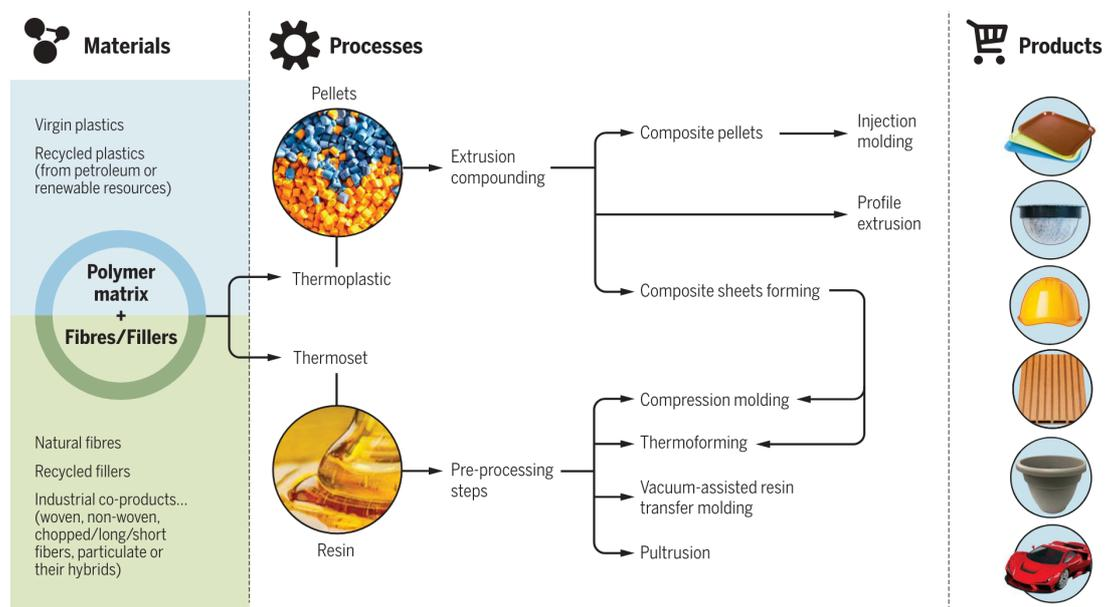 Materials
Processes
Products
Virgin plastics
Recycled plastics
(from petroleum or
renewable resources)
Polymer
matrix
+
Fibres/Fillers
Natural fibres
Recycled fillers
Industrial co-products...
(woven, non-woven,
chopped/long/short
fibers, particulate or
their hybrids)
Pellets
Thermoplastic
Thermoset
Resin
Extrusion
compounding
Pre-processing
steps
Composite pellets
Injection
molding
Profile
extrusion
Composite sheets forming
Compression molding
Thermoforming
Vacuum-assisted resin
transfer molding
Pultrusion